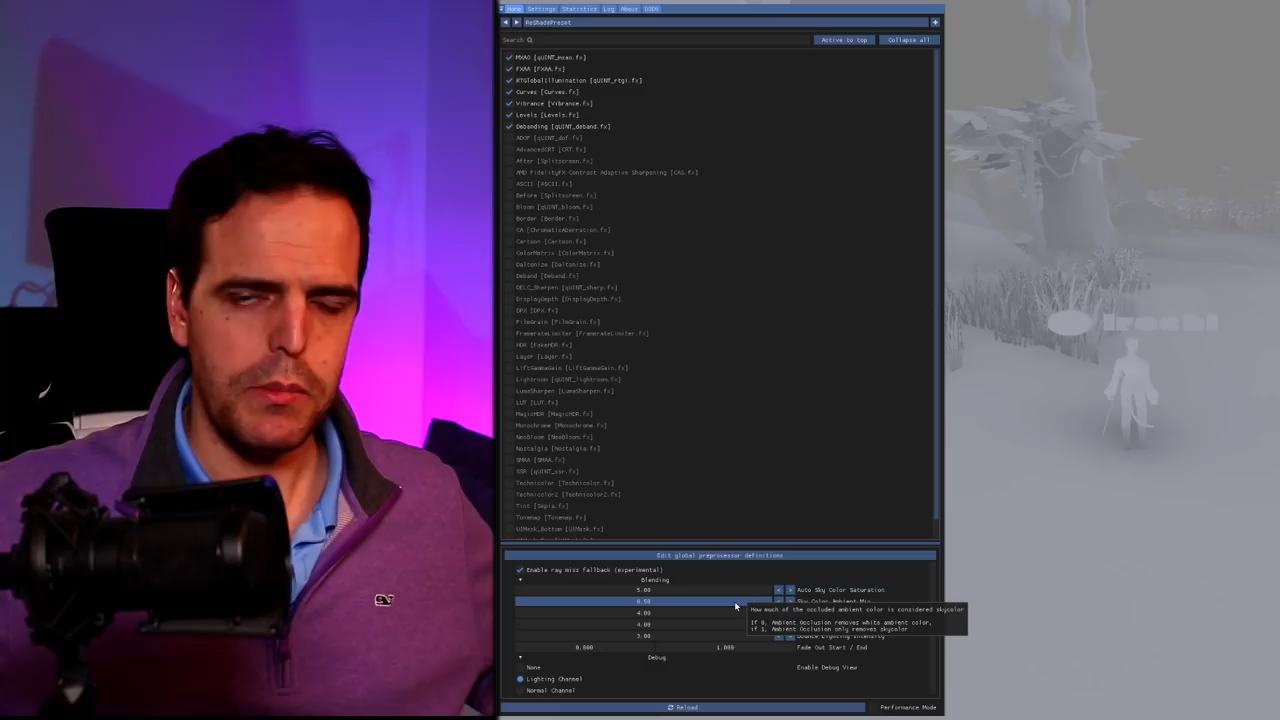 Home Settings Statistics Log About D3D9
ReShadePreset
+
Search
Active to top
Collapse all
MXAO [qUINT_mxao.fx]
FXAA [FXAA.fx]
RTGlobalIllumination [qUINT_rtgi.fx]
Curves [Curves.fx]
Vibrance [Vibrance.fx]
Levels [Levels.fx]
Debanding [qUINT_deband.fx]
ADOF [qUINT_dof.fx]
AdvancedCRT [CRT.fx]
After [Splitscreen.fx]
AMD FidelityFX Contrast Adaptive Sharpening [CAS.fx]
ASCII [ASCII.fx]
Before [Splitscreen.fx]
Bloom [qUINT_bloom.fx]
Border [Border.fx]
CA [ChromaticAberration.fx]
Cartoon [Cartoon.fx]
ColorMatrix [ColorMatrix.fx]
Daltonize [Daltonize.fx]
Deband [Deband.fx]
DELC_Sharpen [qUINT_sharp.fx]
DisplayDepth [DisplayDepth.fx]
DPX [DPX.fx]
FilmGrain [FilmGrain.fx]
FramerateLimiter [FramerateLimiter.fx]
HDR [FakeHDR.fx]
Layer [Layer.fx]
LiftGammaGain [LiftGammaGain.fx]
Lightroom [qUINT_lightroom.fx]
LumaSharpen [LumaSharpen.fx]
LUT [LUT.fx]
MagicHDR [MagicHDR.fx]
Monochrome [Monochrome.fx]
NeoBloom [NeoBloom.fx]
Nostalgia [Nostalgia.fx]
SMAA [SMAA.fx]
SSR [qUINT_ssr.fx]
Technicolor [Technicolor.fx]
Technicolor2 [Technicolor2.fx]
Tint [Sepia.fx]
Tonemap [Tonemap.fx]
UIMask_Bottom [UIMask.fx]
Edit global preprocessor definitions
Enable ray miss fallback (experimental)
Blending
5.00 < > Auto Sky Color Saturation
0.50 < > Sky Color Ambient Mix
How much of the occluded ambient color is considered skycolor
4.00
If 0, Ambient Occlusion removes white ambient color,
4.00
if 1, Ambient Occlusion only removes skycolor
3.00 < > Bounce Lighting Intensity
0.000 1.000 Fade Out Start / End
Debug
None Enable Debug View
Lighting Channel
Normal Channel
Reload
Performance Mode